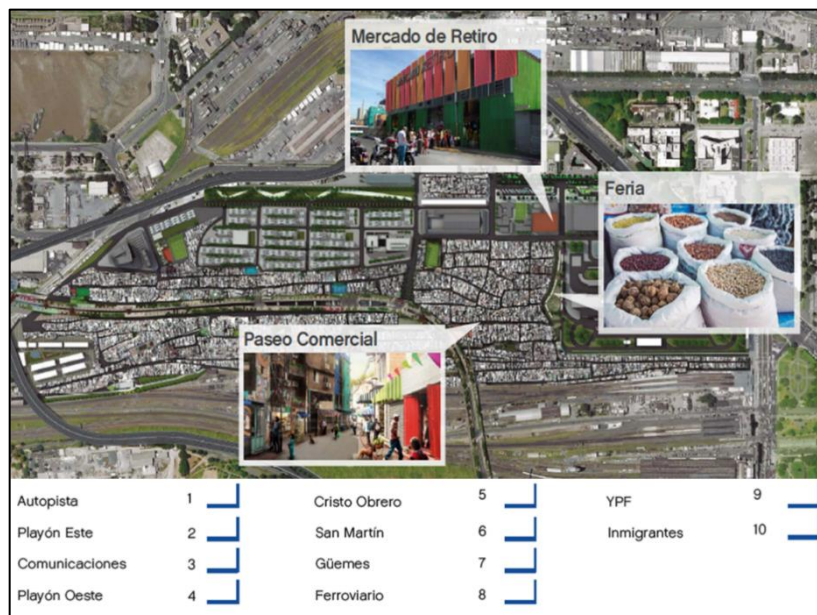 Mercado de Retiro
Feria
Paseo Comercial
Autopista 1
Playón Este 2
Comunicaciones 3
Playón Oeste 4
Cristo Obrero 5
San Martín 6
Güemes 7
Ferroviario 8
YPF 9
Inmigrantes 10